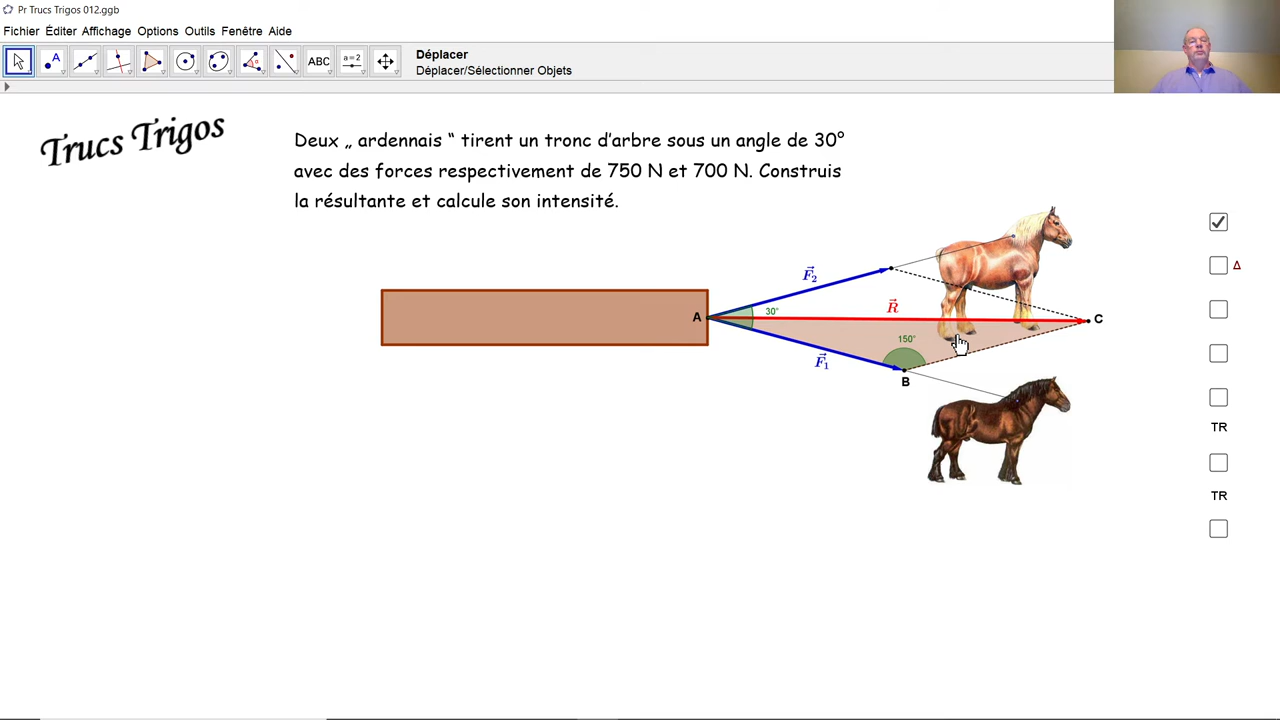 Pr Trucs Trigos 012.ggb
Fichier Éditer Affichage Options Outils Fenêtre Aide
A ABC a=2
Déplacer
Déplacer/Sélectionner Objets
Trucs Trigos
Deux „ ardennais “ tirent un tronc d’arbre sous un angle de 30°
avec des forces respectivement de 750 N et 700 N. Construis
la résultante et calcule son intensité.
Δ
F₂
R
A 30° C
150°
F₁
B
TR
TR